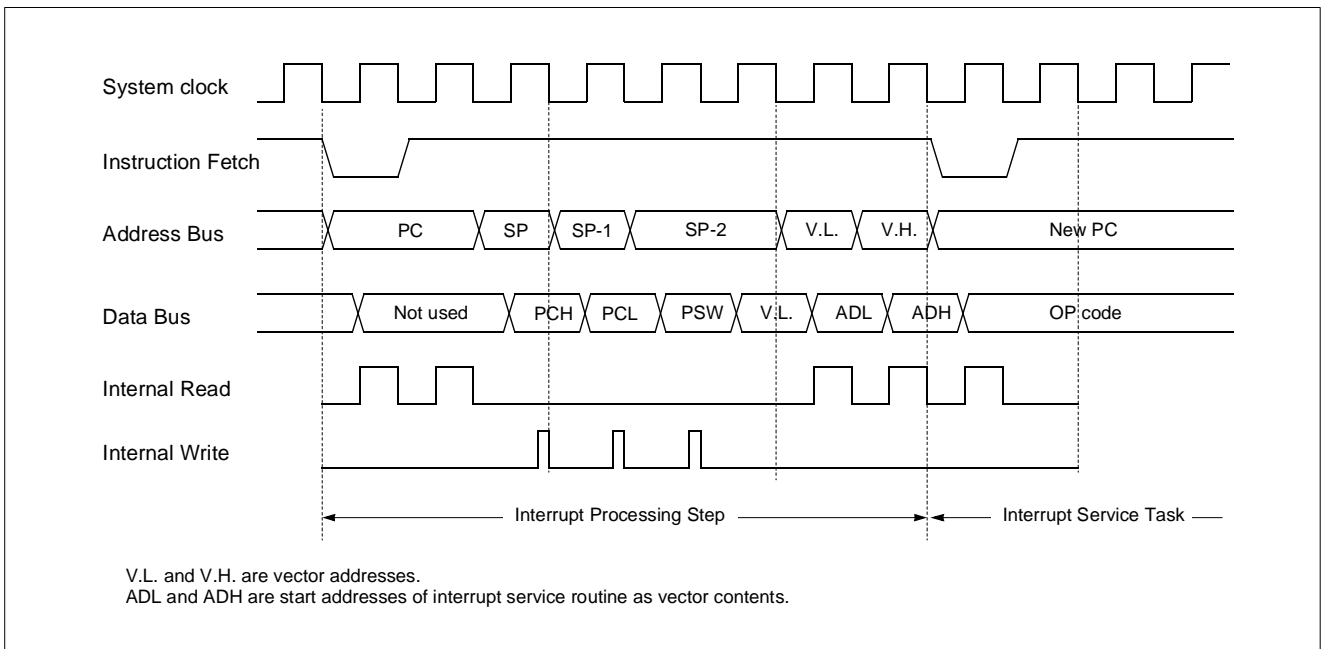 System clock
Instruction Fetch
Address Bus PC SP SP-1 SP-2 V.L. V.H. New PC
Data Bus Not used PCH PCL PSW V.L. ADL ADH OP code
Internal Read
Internal Write
Interrupt Processing Step Interrupt Service Task
V.L. and V.H. are vector addresses.
ADL and ADH are start addresses of interrupt service routine as vector contents.